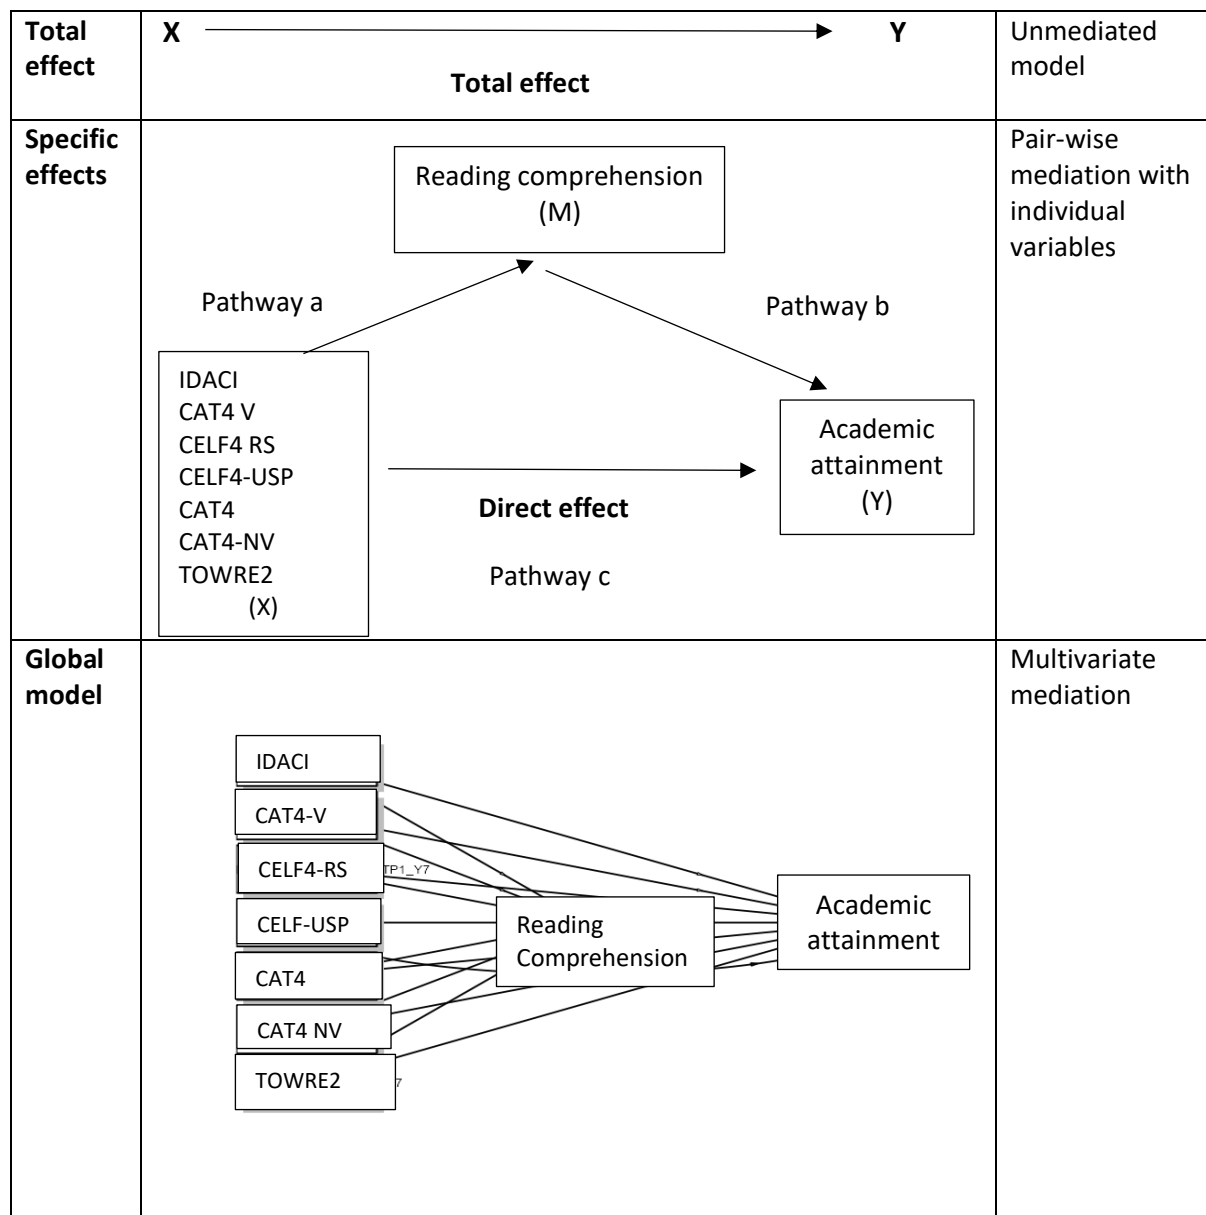 Total
effect
X
Y
Total effect
Unmediated
model
Specific
effects
Reading comprehension
(M)
Pathway a
Pathway b
IDACI
CAT4 V
CELF4 RS
CELF4-USP
CAT4
CAT4-NV
TOWRE2
(X)
Direct effect
Pathway c
Academic
attainment
(Y)
Pair-wise
mediation with
individual
variables
Global
model
IDACI
CAT4-V
CELF4-RS
TP1_Y7
CELF-USP
CAT4
CAT4 NV
TOWRE2
7
Reading
Comprehension
Academic
attainment
Multivariate
mediation